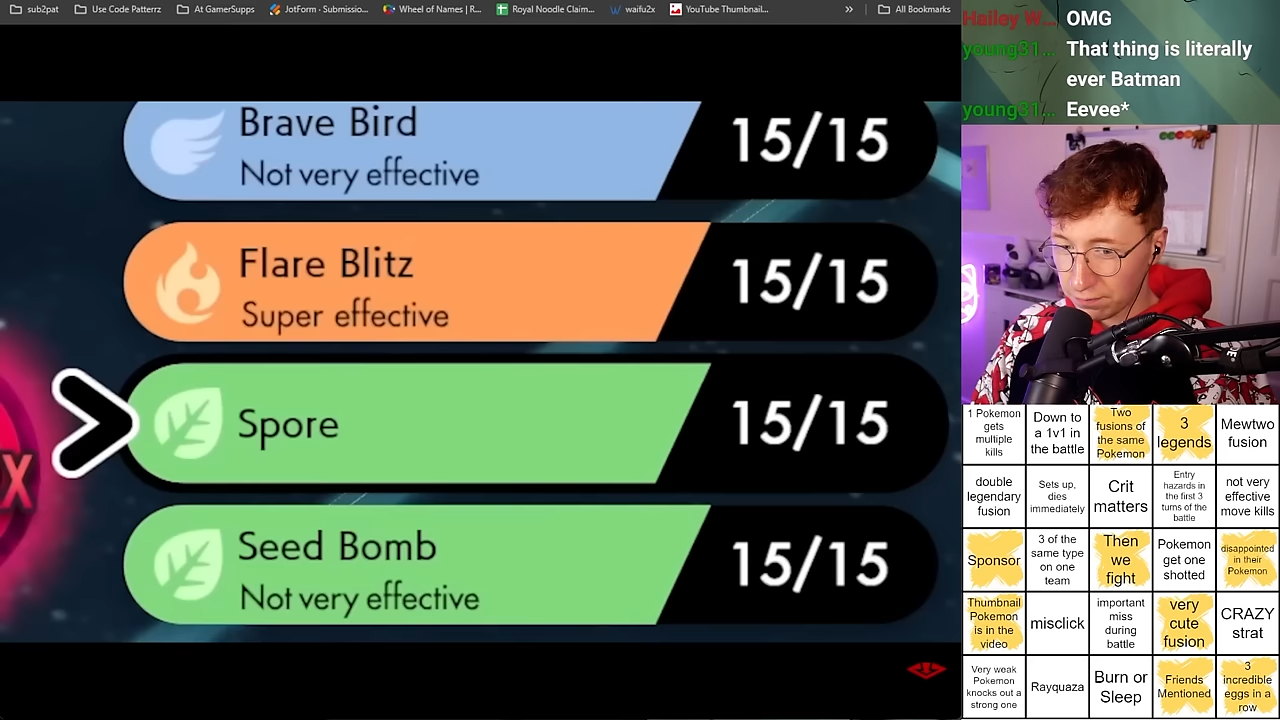 sub2pat
Use Code Patterrz
At GamerSupps
JotForm - Submissio...
Wheel of Names | R...
Royal Noodle Claim...
waifu2x
YouTube Thumbnail...
»
All Bookmarks
Hailey W...
OMG
young31...
That thing is literally
ever Batman
young31...
Eevee*
Brave Bird
Not very effective
15/15
Flare Blitz
Super effective
15/15
Spore
15/15
Seed Bomb
Not very effective
15/15
X
1 Pokemon
gets
multiple
kills
Down to
a 1v1 in
the battle
Two
fusions of
the same
Pokemon
3
legends
Mewtwo
fusion
double
legendary
fusion
Sets up,
dies
immediately
Crit
matters
Entry
hazards in
the first 3
turns of the
battle
not very
effective
move kills
Sponsor
3 of the
same type
on one
team
Then
we
fight
Pokemon
get one
shotted
disappointed
in their
Pokemon
Thumbnail
Pokemon
is in the
video
misclick
important
miss
during
battle
very
cute
fusion
CRAZY
strat
Very weak
Pokemon
knocks out a
strong one
Rayquaza
Burn or
Sleep
Friends
Mentioned
3
incredible
eggs in a
row